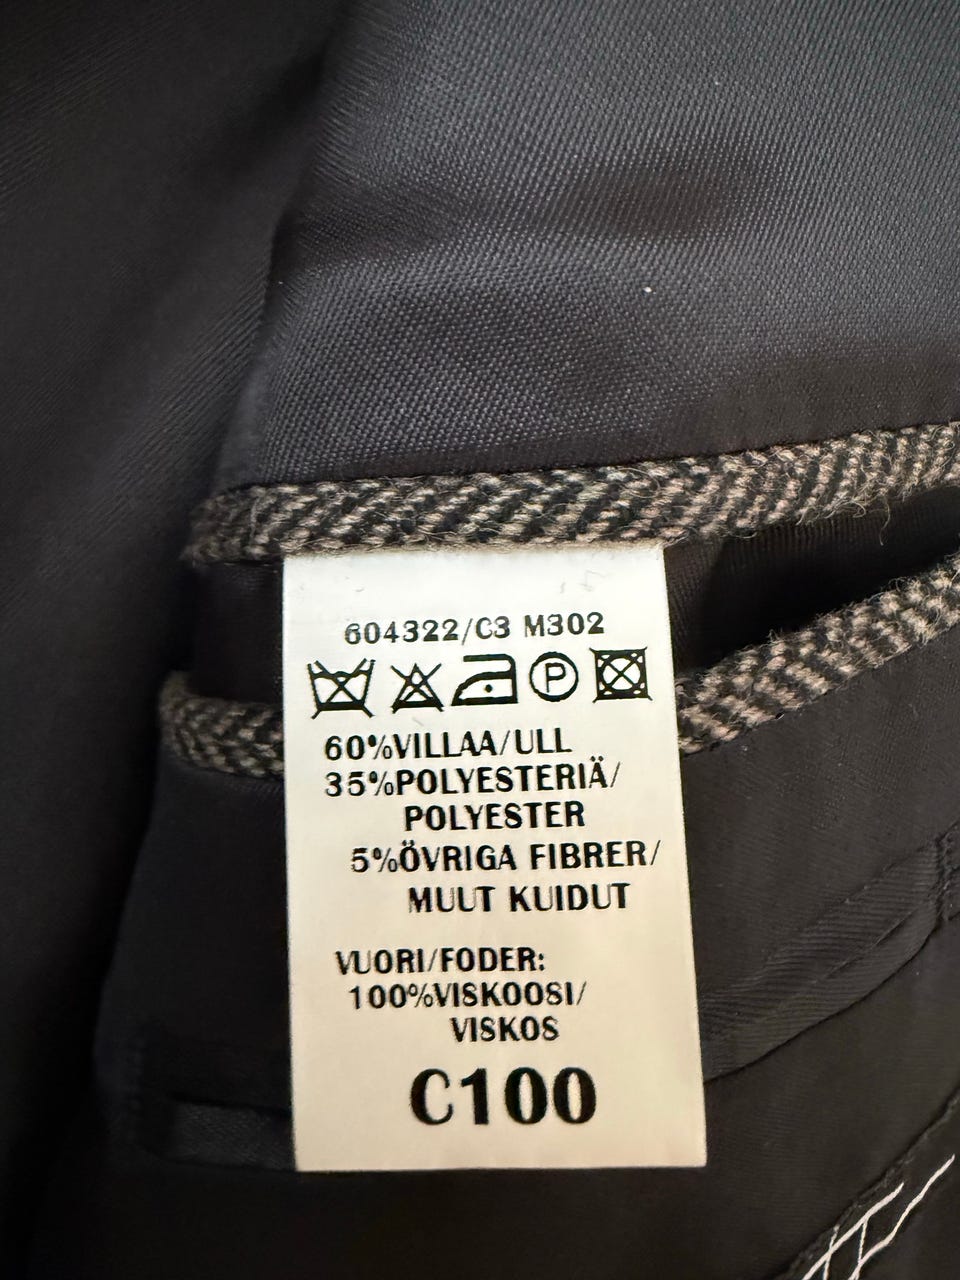 604322/C3 M302
P
60%VILLAA/ULL
35%POLYESTERIÄ/
POLYESTER
5%ÖVRIGA FIBRER/
MUUT KUIDUT
VUORI/FODER:
100%VISKOOSI/
VISKOS
C100